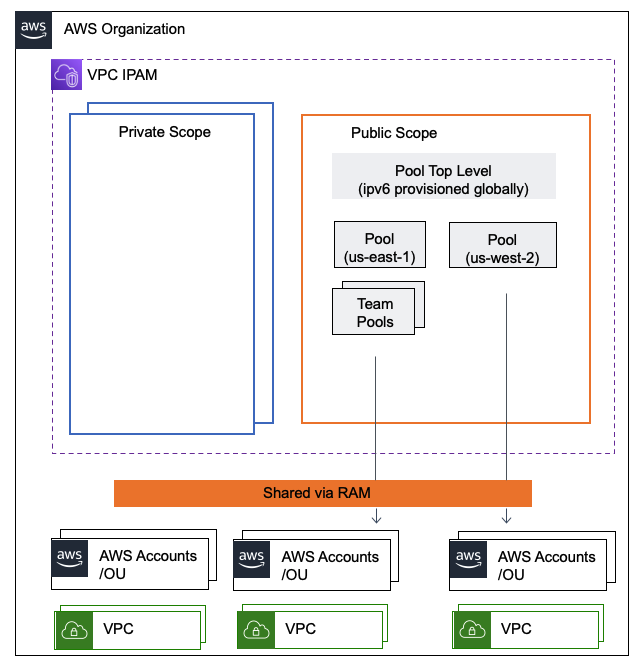 aws
AWS Organization
VPC IPAM
Private Scope
Public Scope
Pool Top Level
(ipv6 provisioned globally)
Pool
(us-east-1)
Pool
(us-west-2)
Team
Pools
Shared via RAM
aws
AWS Accounts
/OU
aws
AWS Accounts
/OU
aws
AWS Accounts
/OU
VPC
VPC
VPC